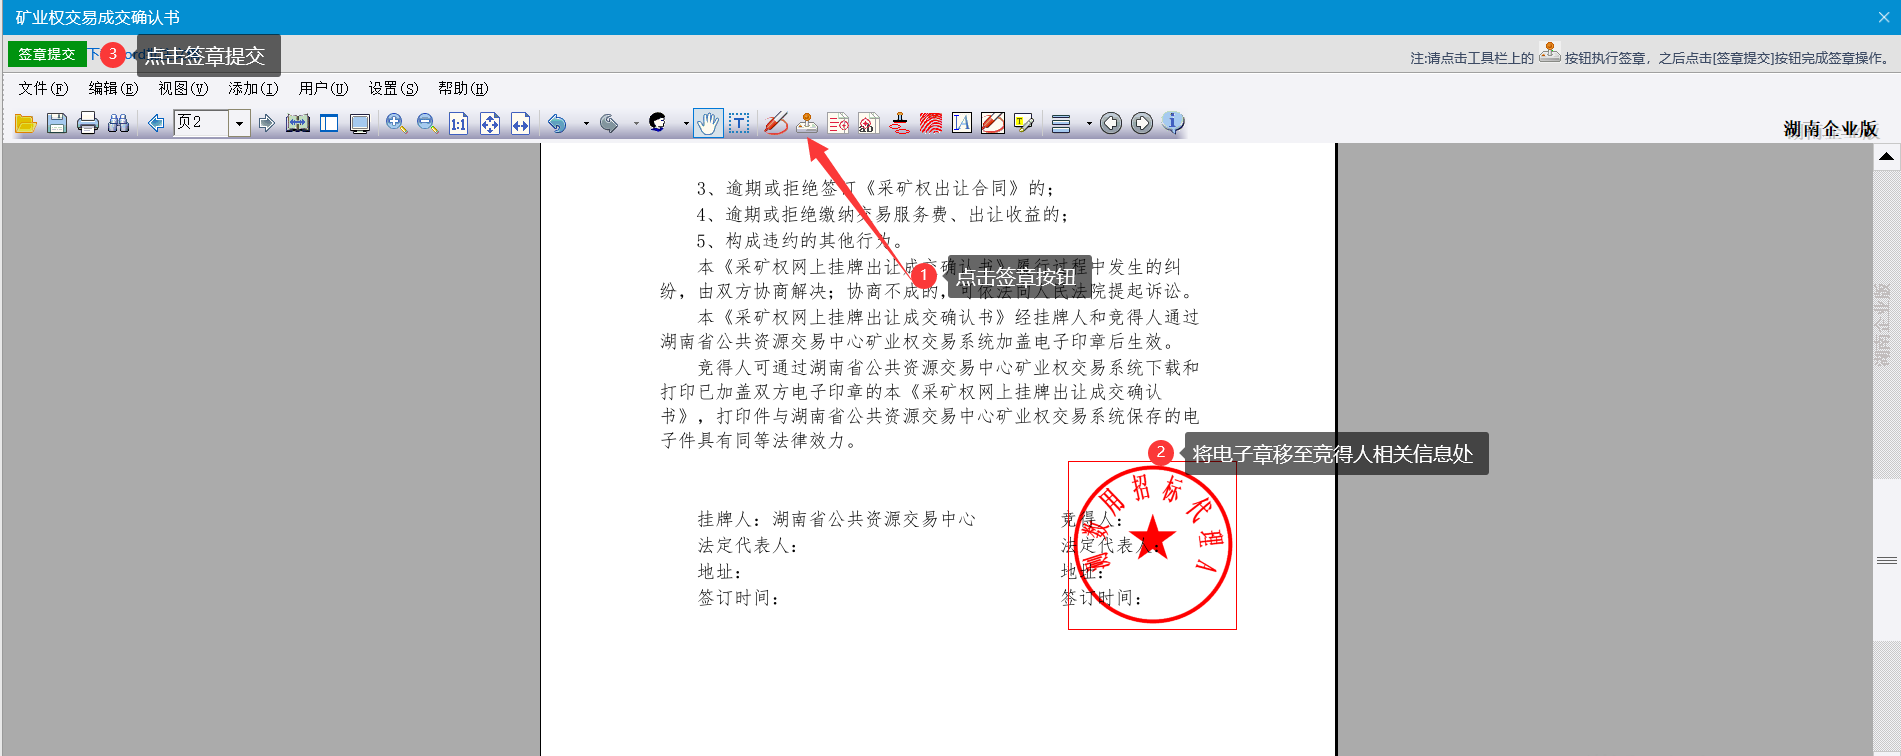 矿业权交易成交确认书
签章提交
下
3
ord
点击签章提交
注:请点击工具栏上的 按钮执行签章，之后点击[签章提交]按钮完成签章操作。
文件(F) 编辑(E) 视图(V) 添加(I) 用户(U) 设置(S) 帮助(H)
页2
湖南企业版
3、逾期或拒绝签订《采矿权出让合同》的；
4、逾期或拒绝缴纳交易服务费、出让收益的；
5、构成违约的其他行为。
本《采矿权网上挂牌出让成交确认书》履行过程中发生的纠
纷，由双方协商解决；协商不成的，可依法向人民法院提起诉讼。
1
点击签章按钮
本《采矿权网上挂牌出让成交确认书》经挂牌人和竞得人通过
湖南省公共资源交易中心矿业权交易系统加盖电子印章后生效。
竞得人可通过湖南省公共资源交易中心矿业权交易系统下载和
打印已加盖双方电子印章的本《采矿权网上挂牌出让成交确认
书》，打印件与湖南省公共资源交易中心矿业权交易系统保存的电
子件具有同等法律效力。
2
将电子章移至竞得人相关信息处
挂牌人：湖南省公共资源交易中心
法定代表人：
地址：
签订时间：
竞得人：
法定代表人：
地址：
签订时间：
测数用招标代理A
湖南企业版